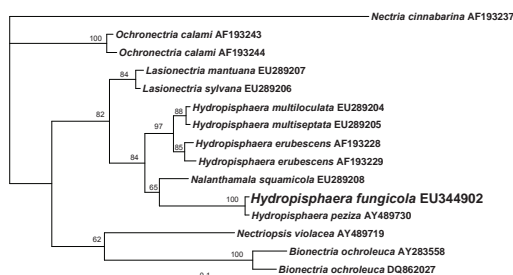 Nectria cinnabarina AF193237
Ochronectria calami AF193243
100
Ochronectria calami AF193244
Lasionectria mantuana EU289207
84
Lasionectria sylvana EU289206
Hydropisphaera multiloculata EU289204
88
82
Hydropisphaera multiseptata EU289205
97
Hydropisphaera erubescens AF193228
85
Hydropisphaera erubescens AF193229
84
Nalanthamala squamicola EU289208
65
Hydropisphaera fungicola EU344902
100
Hydropisphaera peziza AY489730
Nectriopsis violacea AY489719
62
Bionectria ochroleuca AY283558
100
Bionectria ochroleuca DQ862027